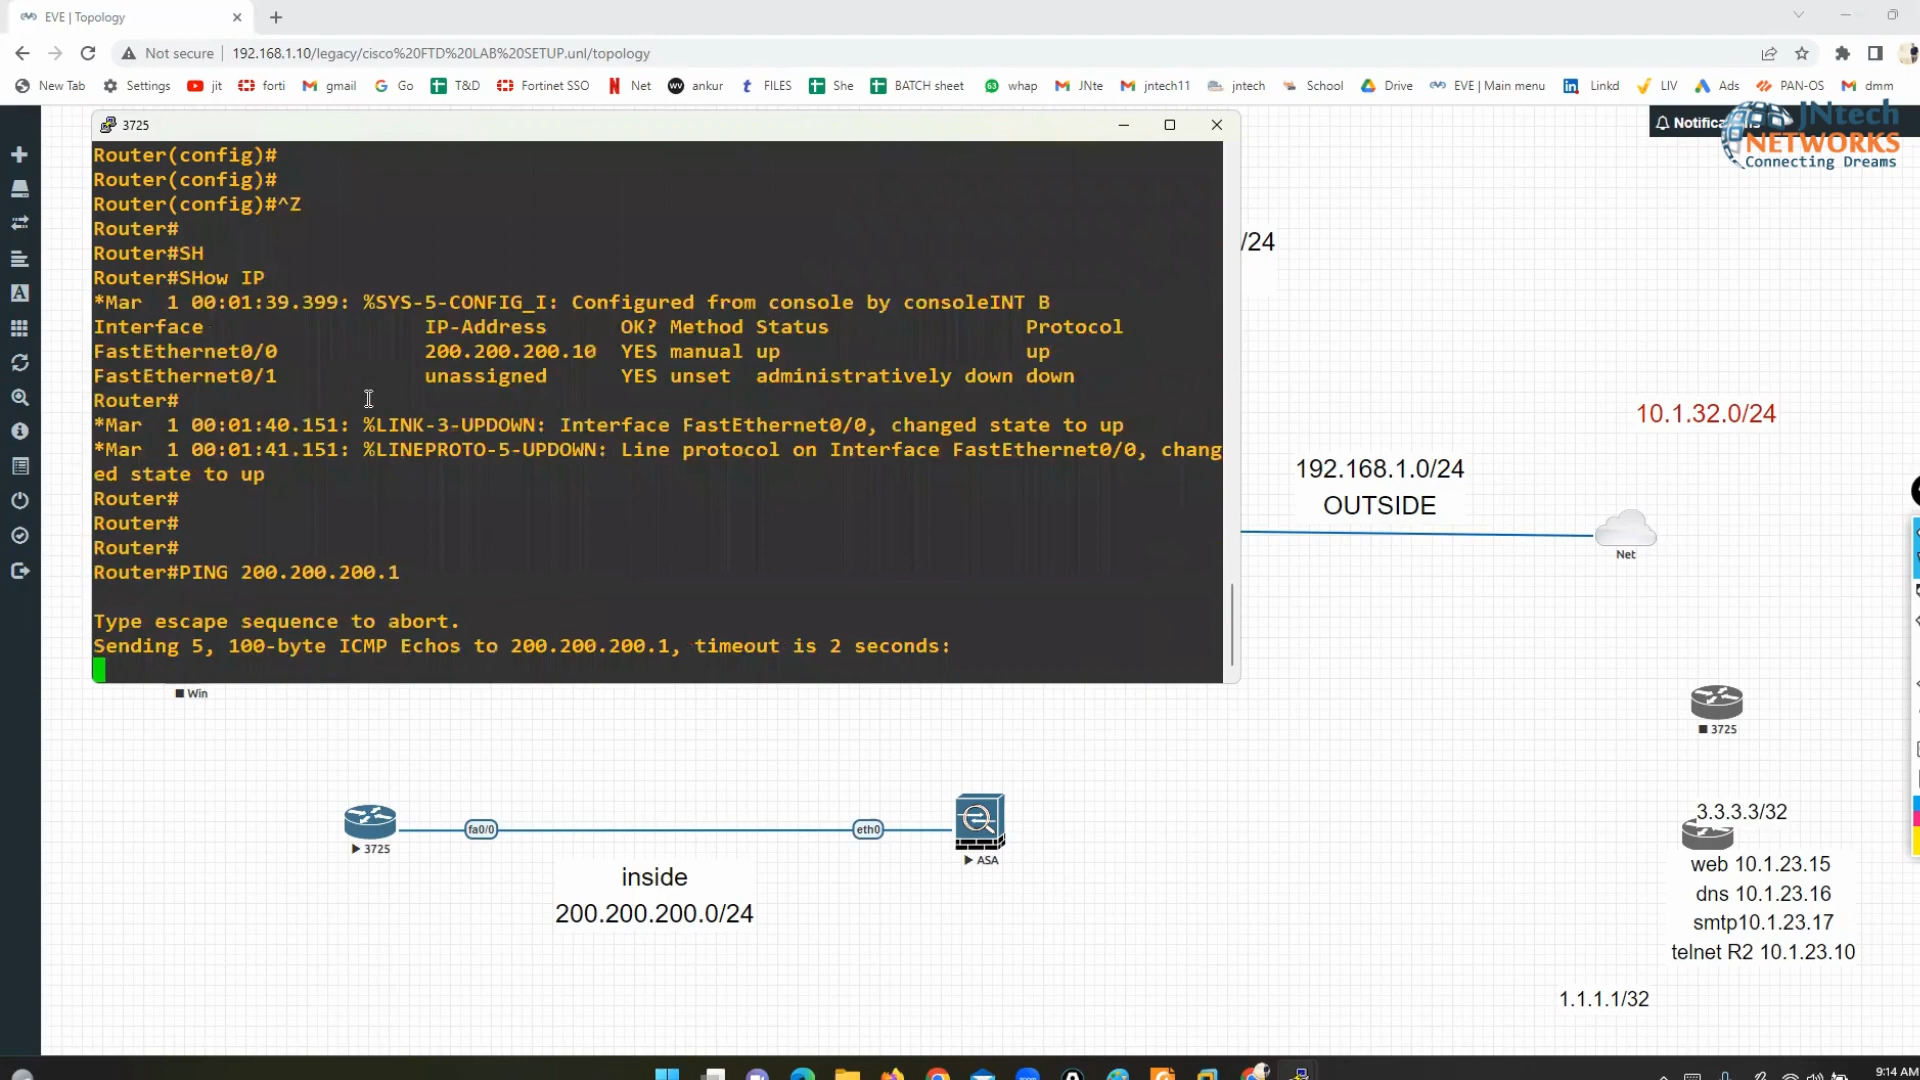 EVE | Topology
Not secure
192.168.1.10/legacy/cisco%20FTD%20LAB%20SETUP.unl/topology
New Tab
Settings
jit
forti
gmail
Go
T&D
Fortinet SSO
Net
ankur
FILES
She
BATCH sheet
whap
JNte
jntech11
jntech
School
Drive
EVE | Main menu
Linkd
LIV
Ads
PAN-OS
dmm
3725
JNtech
NETWORKS
Connecting Dreams
Router(config)#
Router(config)#
Router(config)#^Z
Router#
Router#SH
Router#SHow IP
*Mar  1 00:01:39.399: %SYS-5-CONFIG_I: Configured from console by consoleINT B
Interface IP-Address OK? Method Status Protocol
FastEthernet0/0 200.200.200.10 YES manual up up
FastEthernet0/1 unassigned YES unset administratively down down
Router#
*Mar  1 00:01:40.151: %LINK-3-UPDOWN: Interface FastEthernet0/0, changed state to up
*Mar  1 00:01:41.151: %LINEPROTO-5-UPDOWN: Line protocol on Interface FastEthernet0/0, chang
ed state to up
Router#
Router#
Router#
Router#PING 200.200.200.1
Type escape sequence to abort.
Sending 5, 100-byte ICMP Echos to 200.200.200.1, timeout is 2 seconds:
/24
10.1.32.0/24
192.168.1.0/24
OUTSIDE
Net
Win
3725
3725
fa0/0
eth0
ASA
inside
200.200.200.0/24
3.3.3.3/32
web 10.1.23.15
dns 10.1.23.16
smtp10.1.23.17
telnet R2 10.1.23.10
1.1.1.1/32
9:14 AM